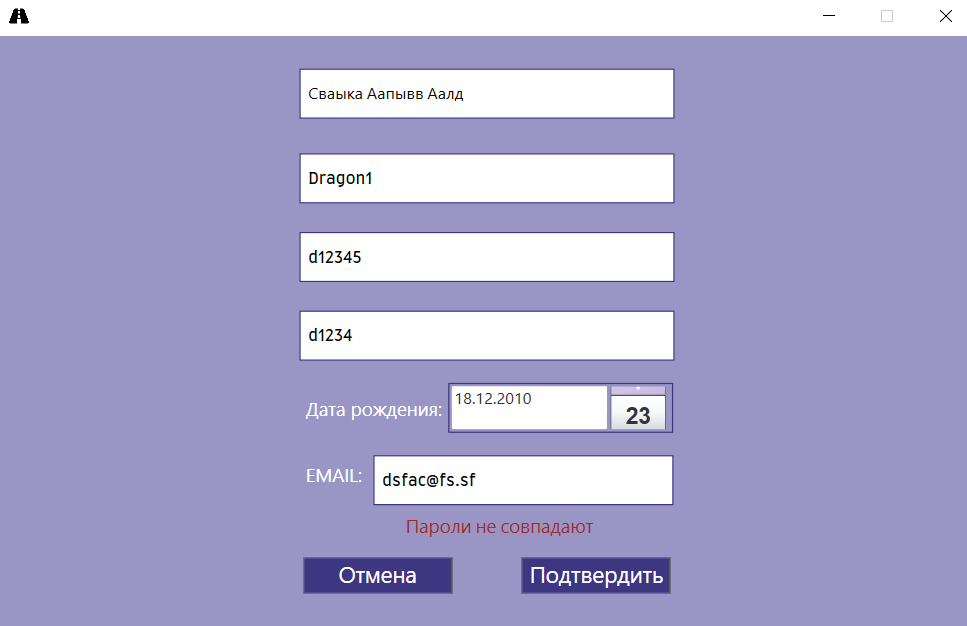 Сваыка Аапывв Аалд
Dragon1
d12345
d1234
Дата рождения: 18.12.2010 23
EMAIL: dsfac@fs.sf
Пароли не совпадают
Отмена Подтвердить